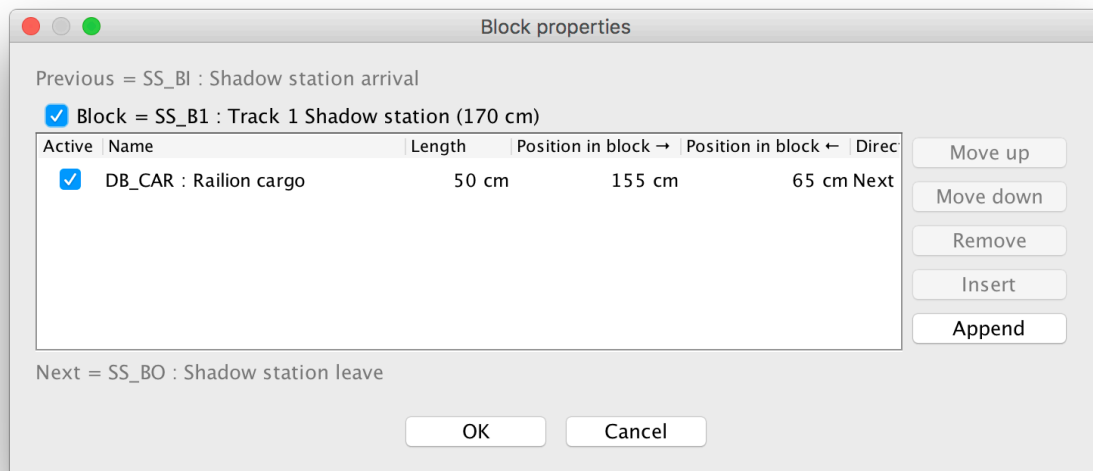 Block properties
Previous = SS_BI : Shadow station arrival
Block = SS_B1 : Track 1 Shadow station (170 cm)
Active Name Length Position in block → Position in block ← Direc
DB_CAR : Railion cargo 50 cm 155 cm 65 cm Next
Move up
Move down
Remove
Insert
Append
Next = SS_BO : Shadow station leave
OK Cancel